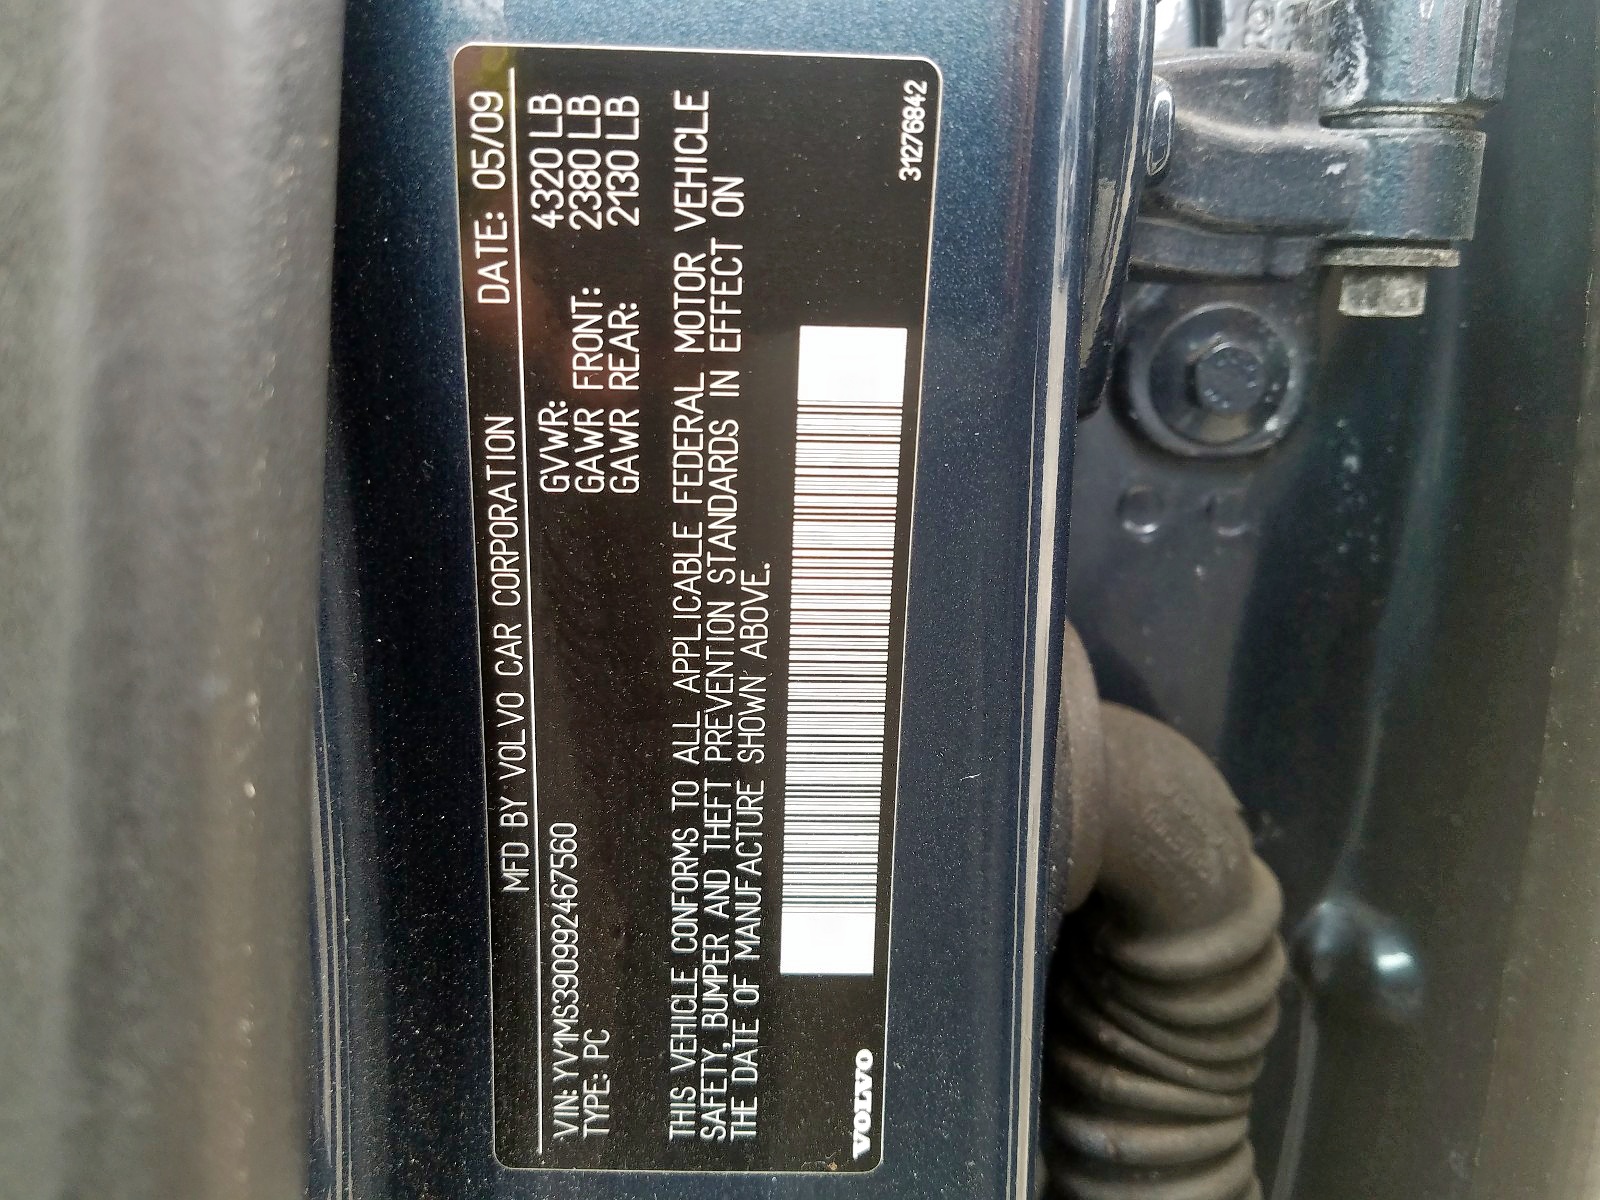 MFD BY VOLVO CAR CORPORATION DATE: 05/09
VIN: YV1MS390992467560 GVWR: 4320 LB
TYPE: PC GAWR FRONT: 2380 LB
GAWR REAR: 2130 LB
THIS VEHICLE CONFORMS TO ALL APPLICABLE FEDERAL MOTOR VEHICLE
SAFETY, BUMPER AND THEFT PREVENTION STANDARDS IN EFFECT ON
THE DATE OF MANUFACTURE SHOWN ABOVE.
VOLVO 31276842